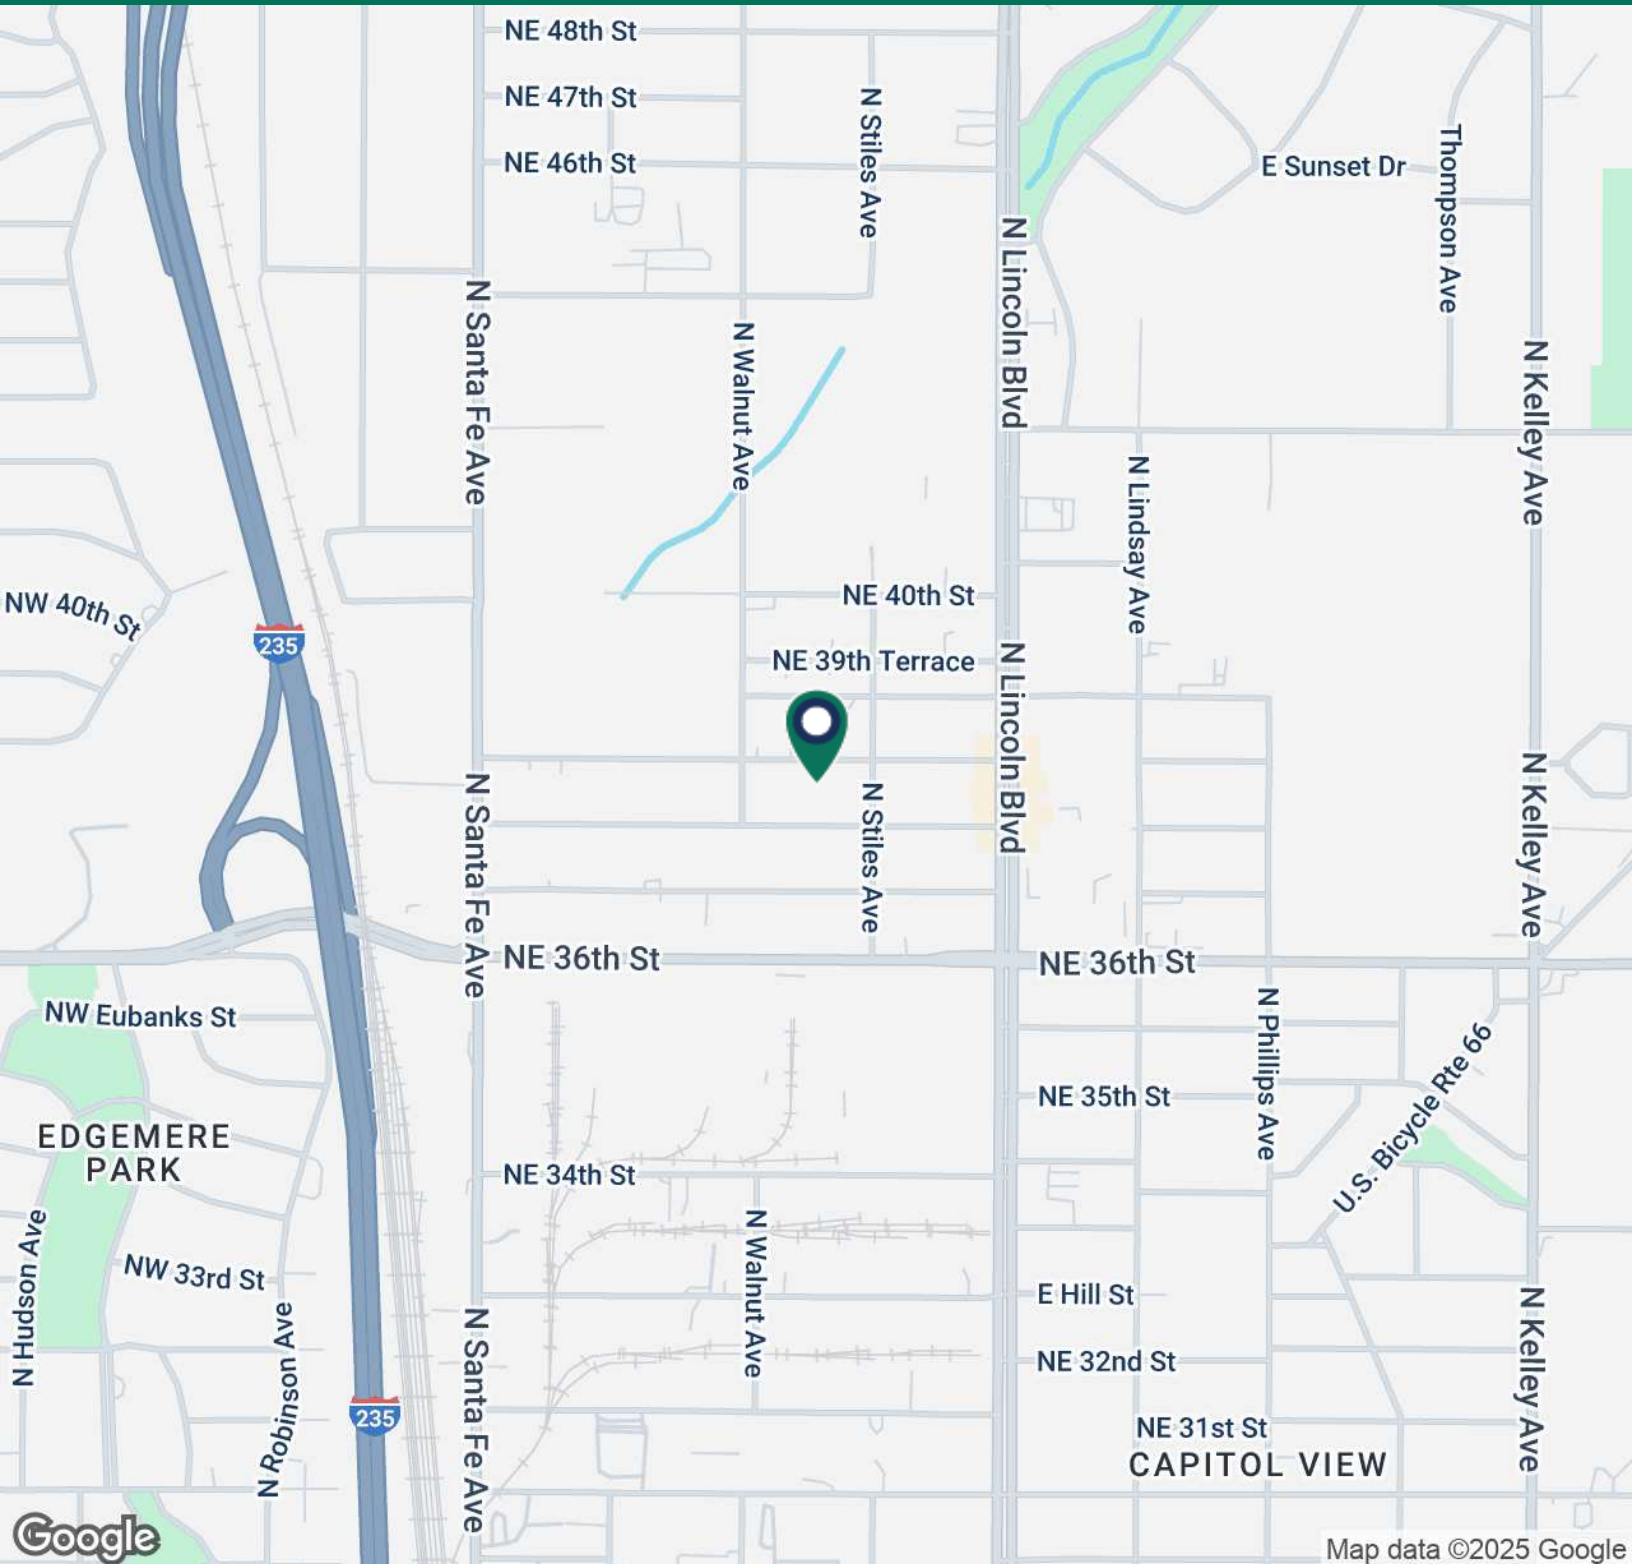 NE 48th St
NE 47th St
N Stiles Ave
NE 46th St
E Sunset Dr
Thompson Ave
N Lincoln Blvd
N Santa Fe Ave
N Walnut Ave
N Kelley Ave
N Lindsay Ave
NW 40th St
NE 40th St
235
NE 39th Terrace
N Lincoln Blvd
N Santa Fe Ave
N Stiles Ave
N Kelley Ave
NE 36th St
NE 36th St
NW Eubanks St
N Phillips Ave
U.S. Bicycle Rte 66
NE 35th St
EDGEMERE
PARK
NE 34th St
N Hudson Ave
N Walnut Ave
NW 33rd St
E Hill St
N Robinson Ave
N Santa Fe Ave
N Kelley Ave
NE 32nd St
235
NE 31st St
CAPITOL VIEW
Google
Map data ©2025 Google